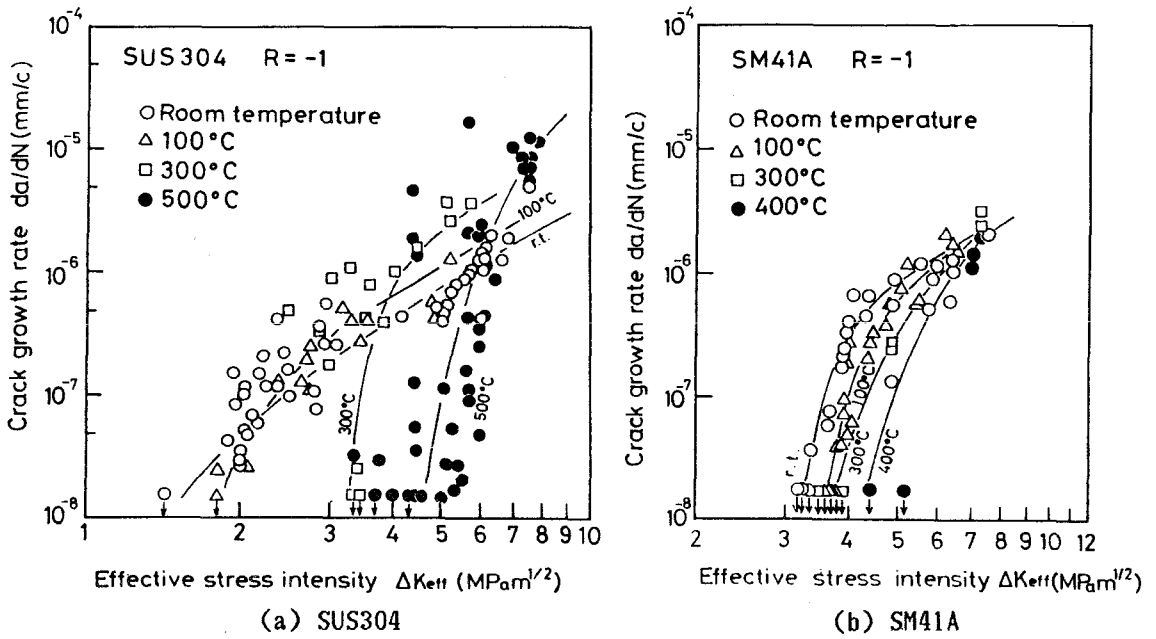 10⁻⁴
SUS304 R=-1
○Room temperature
△100°C
□300°C
●500°C
10⁻⁵
10⁻⁶
10⁻⁷
10⁻⁸
Crack growth rate da/dN(mm/c)
100°C
r.t.
300°C
500°C
1 2 3 4 5 6 7 8 9 10
Effective stress intensity ΔKeff (MPam^1/2)
(a) SUS304
10⁻⁴
SM41A R=-1
○ Room temperature
△ 100°C
□ 300°C
● 400°C
10⁻⁵
10⁻⁶
10⁻⁷
10⁻⁸
Crack growth rate da/dN(mm/c)
r.t.
100°C
300°C
400°C
2 3 4 5 6 7 8 9 10 12
Effective stress intensity ΔKeff(MPam^1/2)
(b) SM41A